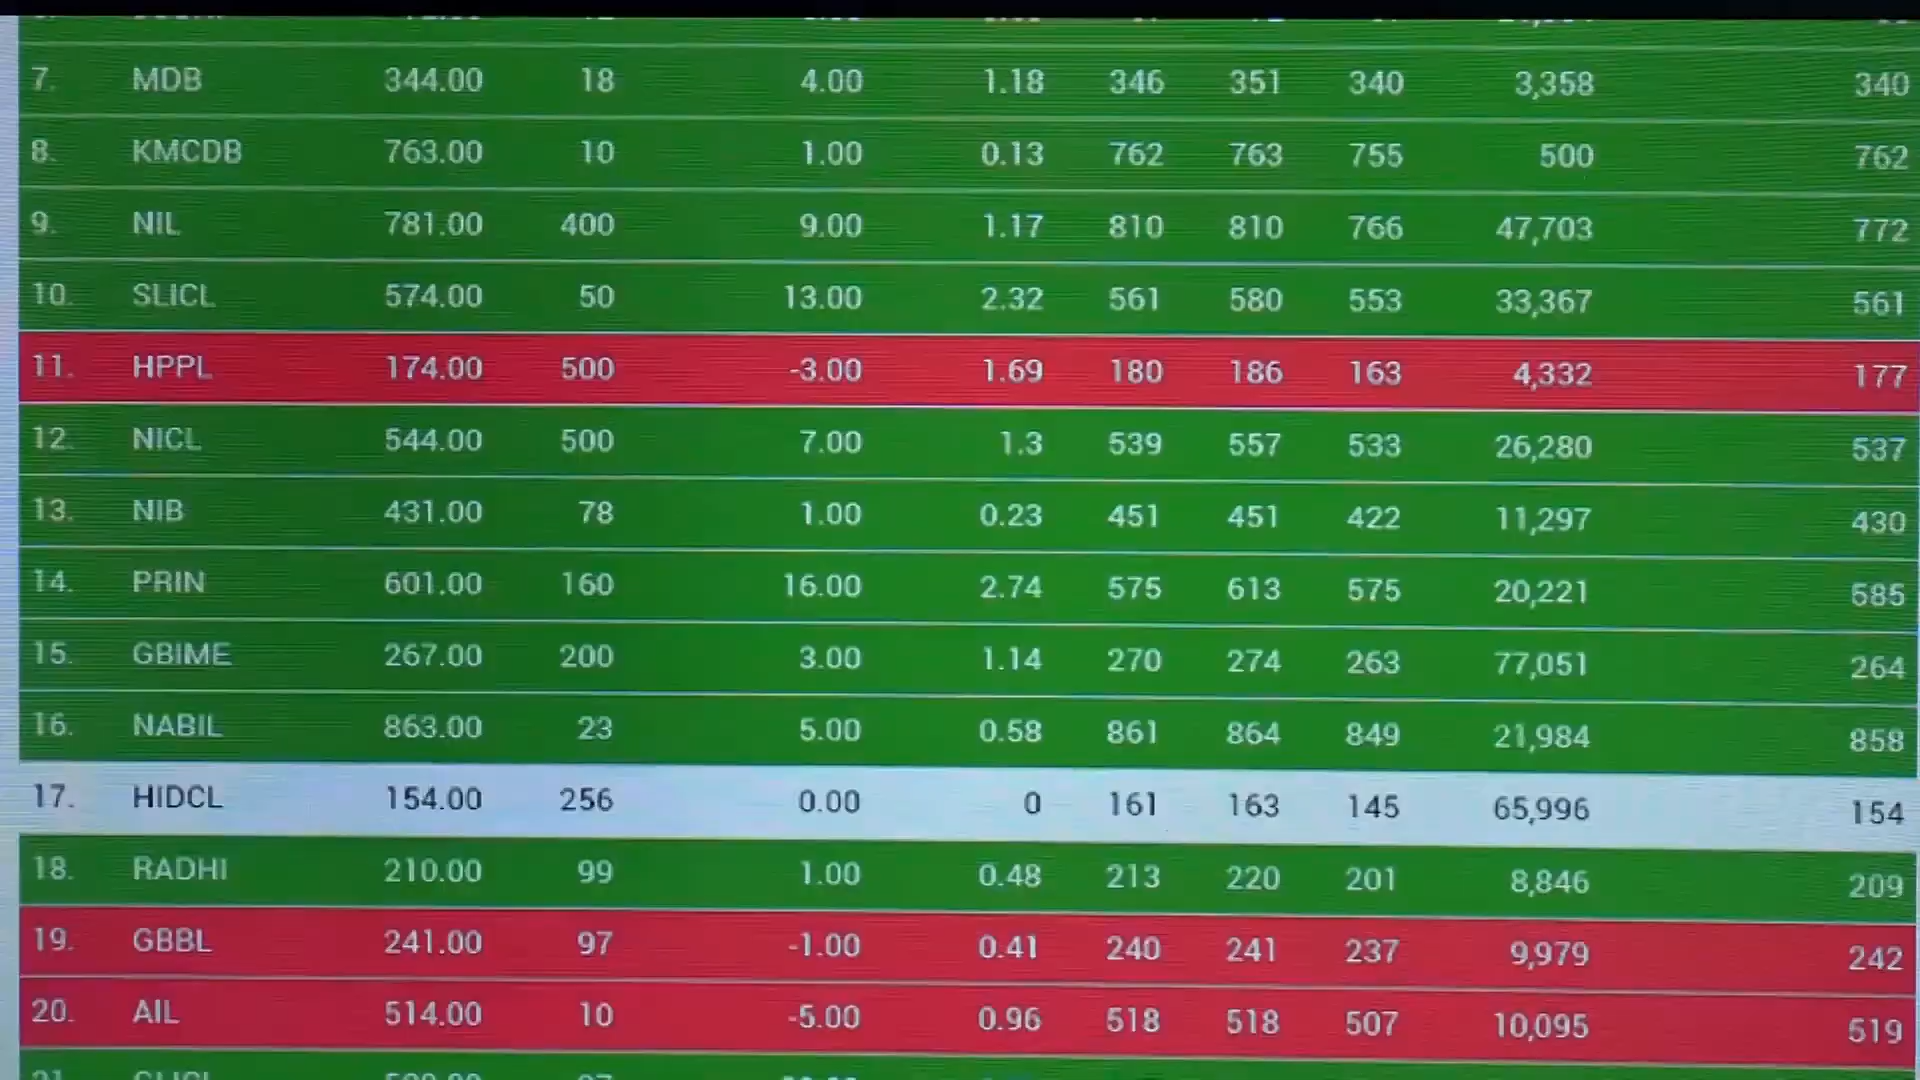 7. MDB 344.00 18 4.00 1.18 346 351 340 3,358 340
8. KMCDB 763.00 10 1.00 0.13 762 763 755 500 762
9. NIL 781.00 400 9.00 1.17 810 810 766 47,703 772
10. SLICL 574.00 50 13.00 2.32 561 580 553 33,367 561
11. HPPL 174.00 500 -3.00 1.69 180 186 163 4,332 177
12. NICL 544.00 500 7.00 1.3 539 557 533 26,280 537
13. NIB 431.00 78 1.00 0.23 451 451 422 11,297 430
14. PRIN 601.00 160 16.00 2.74 575 613 575 20,221 585
15. GBIME 267.00 200 3.00 1.14 270 274 263 77,051 264
16. NABIL 863.00 23 5.00 0.58 861 864 849 21,984 858
17. HIDCL 154.00 256 0.00 0 161 163 145 65,996 154
18. RADHI 210.00 99 1.00 0.48 213 220 201 8,846 209
19. GBBL 241.00 97 -1.00 0.41 240 241 237 9,979 242
20. AIL 514.00 10 -5.00 0.96 518 518 507 10,095 519